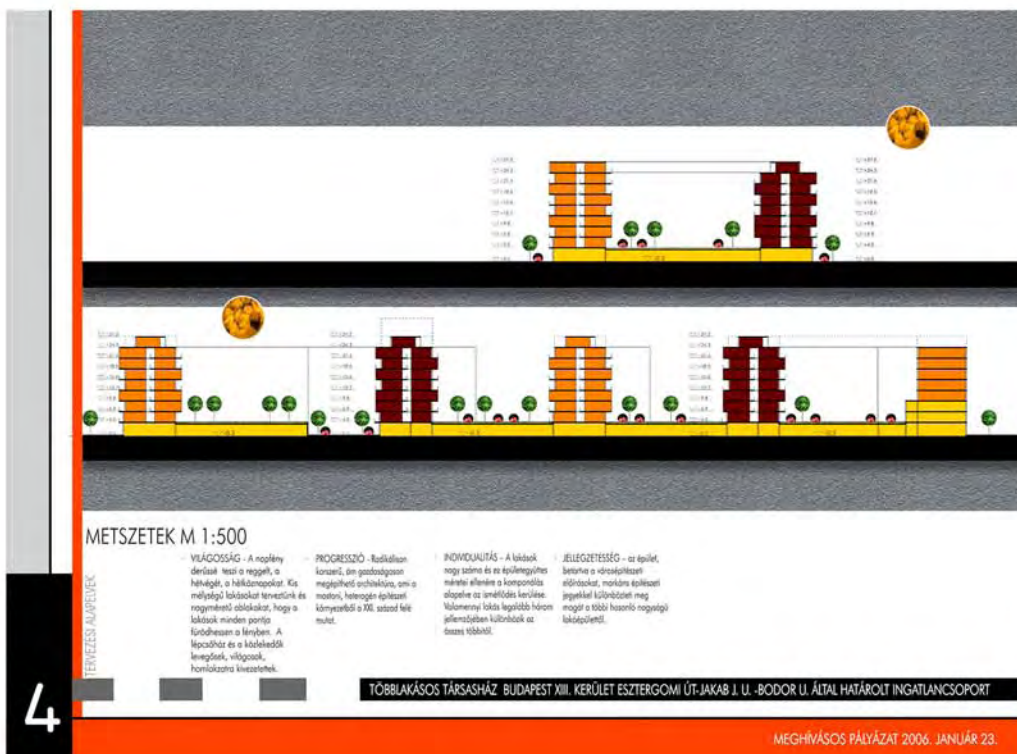 METSZETEK M 1:500
TERVEZÉSI ALAPELVEK
VILÁGOSSÁG - A napfény
derűssé teszi a reggelt, a
hétvégét, a hétköznapokat. Kis
mélységű lakásokat terveztünk és
nagyméretű ablakokat, hogy a
lakások minden pontja
fürödhessen a fényben. A
lépcsőház és a közlekedők
levegősek, világosak,
homlokzatra kivezetettek.
PROGRESSZIÓ - Radikálisan
korszerű, ám gazdaságosan
megépíthető architektúra, ami a
mostani, heterogén építészeti
környezetből a XXI. század felé
mutat.
INDIVIDUALITÁS - A lakások
nagy száma és az épületegyüttes
méretei ellenére a komponálás
alapelve az ismétlődés kerülése.
Valamennyi lakás legalább három
jellemzőjében különbözik az
összes többitől.
JELLEGZETESSÉG - az épület,
betartva a városépítészeti
előírásokat, markáns építészeti
jegyekkel különbözteti meg
magát a többi hasonló nagyságú
lakóépülettől.
TÖBBLAKÁSOS TÁRSASHÁZ BUDAPEST XIII. KERÜLET ESZTERGOMI ÚT-JAKAB J. U. -BODOR U. ÁLTAL HATÁROLT INGATLANCSOPORT
4
MEGHÍVÁSOS PÁLYÁZAT 2006. JANUÁR 23.